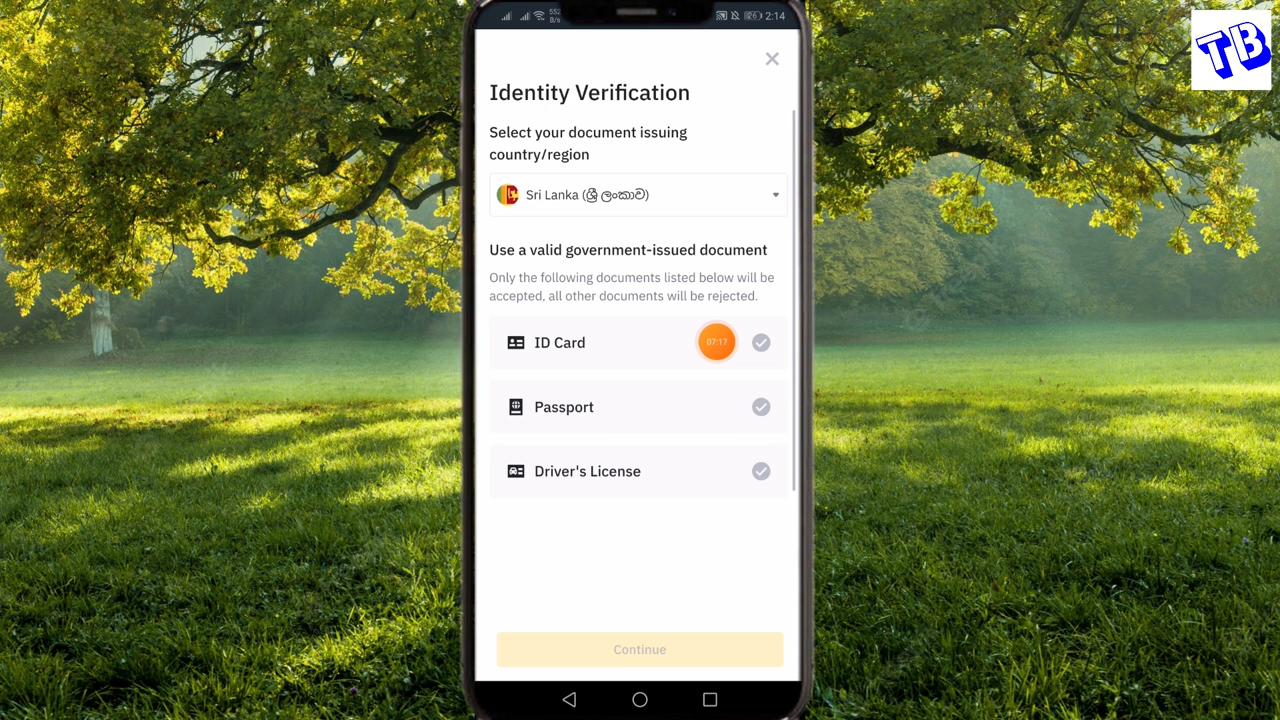 552
B/s
2:14
TB
Identity Verification
Select your document issuing
country/region
Sri Lanka (ශ්‍රී ලංකාව)
Use a valid government-issued document
Only the following documents listed below will be
accepted, all other documents will be rejected.
ID Card
07:17
Passport
Driver's License
Continue